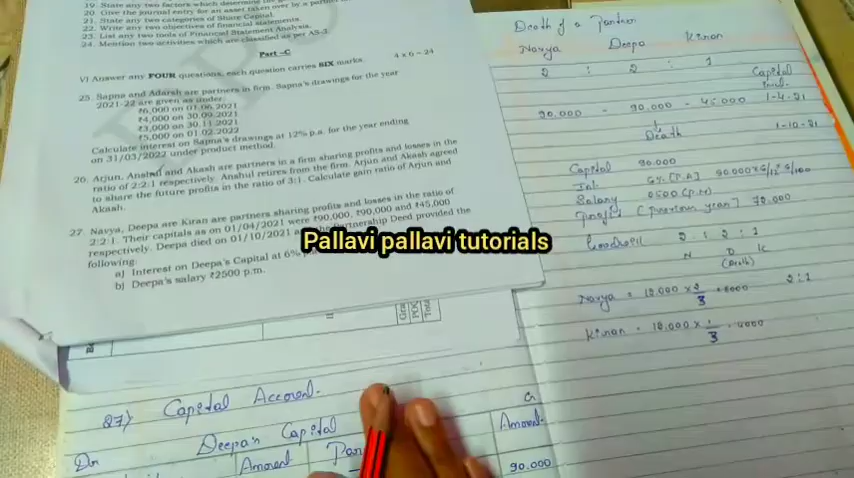 19. State any two factors which determine the
20. Give the journal entry for an asset taken over by a partner
21. State any two categories of Share Capital.
22. Write any two objectives of financial statements.
23. List any two tools of Financial Statement Analysis.
24. Mention two activities which are classified as per AS-3.
Part -C
V) Answer any FOUR questions, each question carries SIX marks. 4 x 6 = 24
25. Sapna and Adarsh are partners in firm. Sapna's drawings for the year
2021-22 are given as under:
₹6,000 on 01.06.2021
₹4,000 on 30.09.2021
₹3,000 on 30.11.2021
₹5,000 on 01.02.2022
Calculate interest on Sapna's drawings at 12% p.a. for the year ending
on 31/03/2022 under product method.
26. Arjun, Anshul and Akash are partners in a firm sharing profits and losses in the
ratio of 2:2:1 respectively. Anshul retires from the firm. Arjun and Akash agreed
to share the future profits in the ratio of 3:1. Calculate gain ratio of Arjun and
Akash.
27. Navya, Deepa are Kiran are partners sharing profits and losses in the ratio of
2:2:1. Their capitals as on 01/04/2021 were ₹90,000, ₹90,000 and ₹45,000
respectively. Deepa died on 01/10/2021 Partnership Deed provided the
following:
a) Interest on Deepa's Capital at 6%
b) Deepa's salary ₹2500 p.m.
Pallavi pallavi tutorials
Death of a Partner
Navya Deepa Kiran
2 : 2 : 1
Capital
90.000 - 90.000 - 45.000 1-4-21
Death 1-10-21
Capital 90.000
Int 6% [P.A] 90.000 x 6/12 x 6/100
Salary (P.M)
Profit [previous year] 72.000
Goodwill 2 : 2 : 1
N D K
(Death)
Navya = 12.000 x 2/3 = 8000 2:1
Kiran = 12.000 x 1/3 = 4000
27) Capital Account.
Deepa's Capital
Dr Cr
Amount Amount
90.000